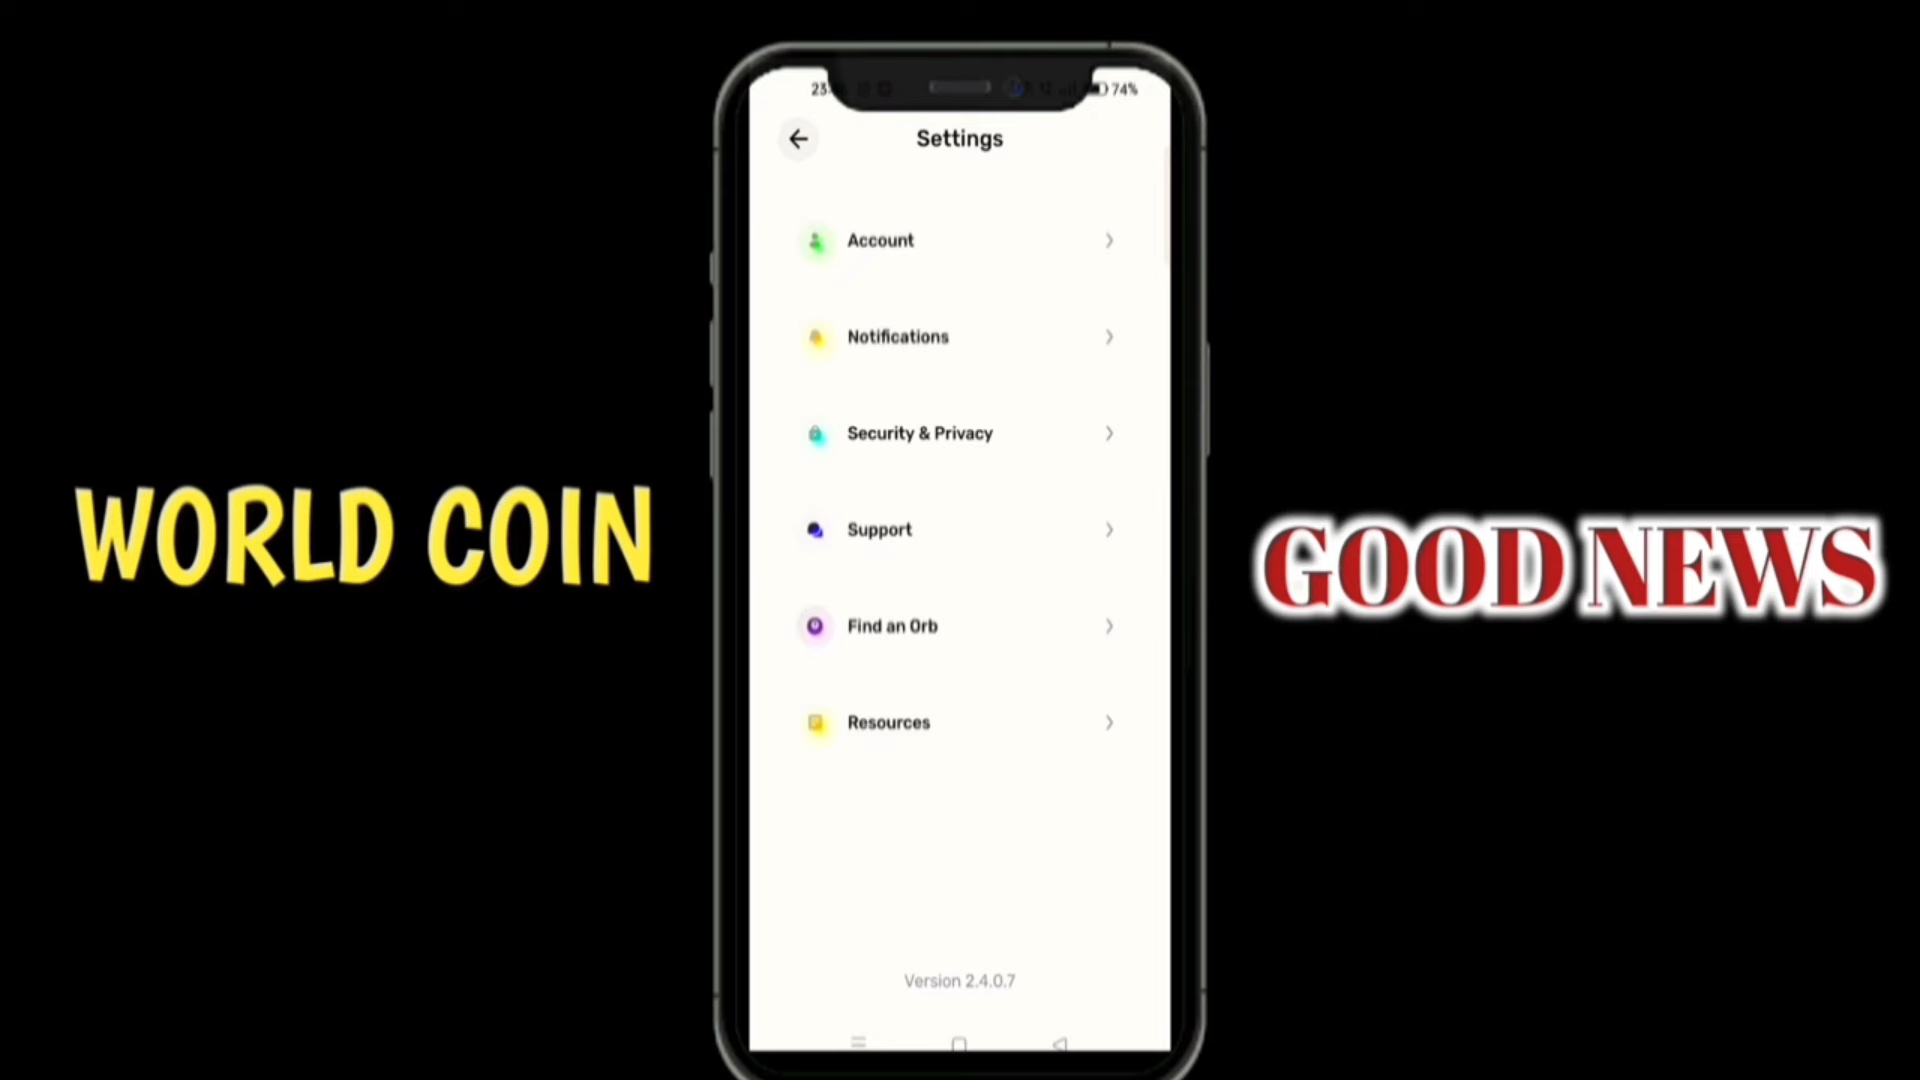 74%
Settings
Account
Notifications
Security & Privacy
WORLD COIN
GOOD NEWS
Support
Find an Orb
Resources
Version 2.4.0.7